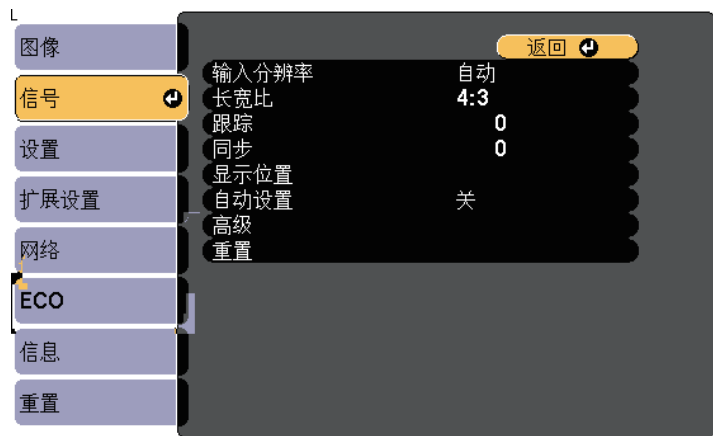 图像
信号
设置
扩展设置
网络
ECO
信息
重置
返回
输入分辨率 自动
长宽比 4:3
跟踪 0
同步 0
显示位置
自动设置 关
高级
重置